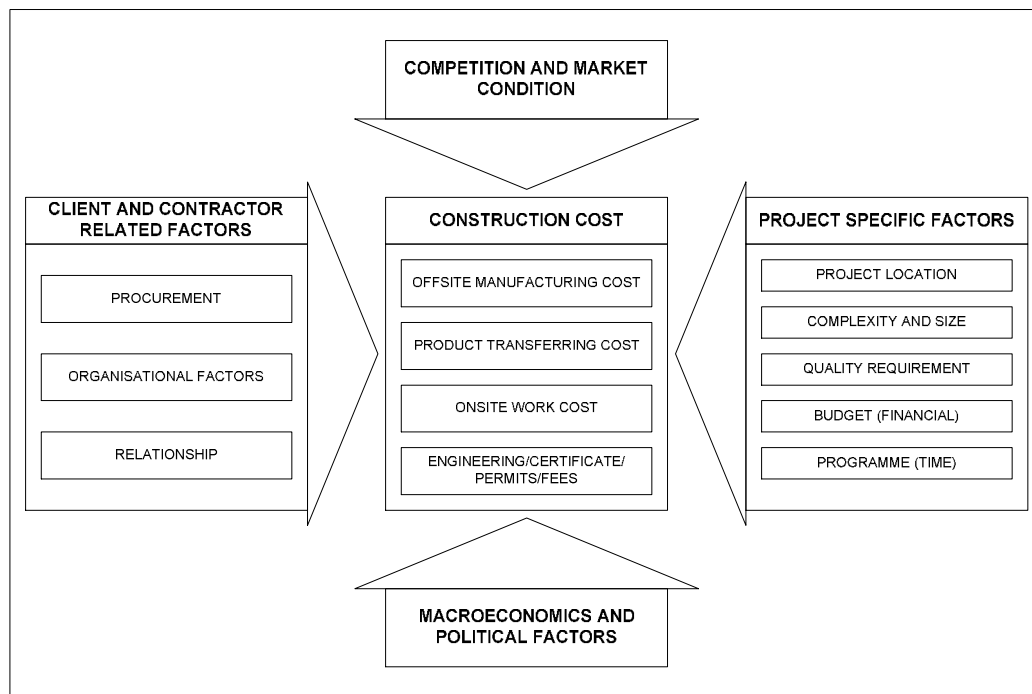 COMPETITION AND MARKET
CONDITION
CLIENT AND CONTRACTOR
RELATED FACTORS
PROCUREMENT
ORGANISATIONAL FACTORS
RELATIONSHIP
CONSTRUCTION COST
OFFSITE MANUFACTURING COST
PRODUCT TRANSFERRING COST
ONSITE WORK COST
ENGINEERING/CERTIFICATE/
PERMITS/FEES
PROJECT SPECIFIC FACTORS
PROJECT LOCATION
COMPLEXITY AND SIZE
QUALITY REQUIREMENT
BUDGET (FINANCIAL)
PROGRAMME (TIME)
MACROECONOMICS AND
POLITICAL FACTORS